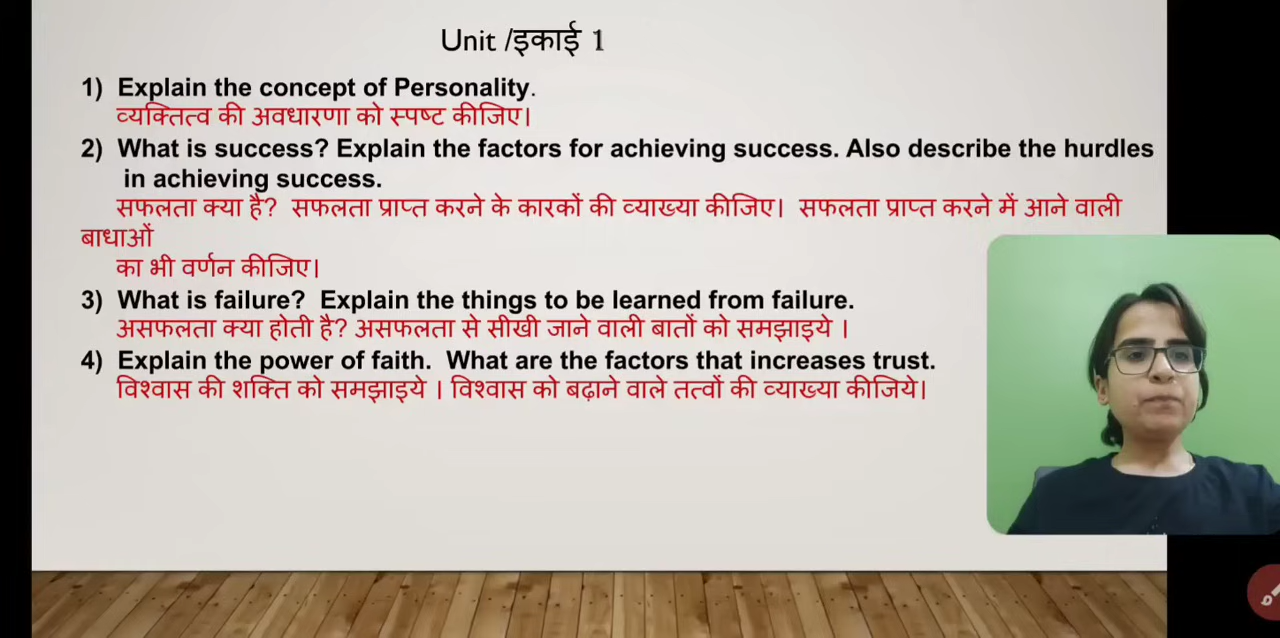 Unit /इकाई 1
1) Explain the concept of Personality.
व्यक्तित्व की अवधारणा को स्पष्ट कीजिए।
2) What is success? Explain the factors for achieving success. Also describe the hurdles
in achieving success.
सफलता क्या है? सफलता प्राप्त करने के कारकों की व्याख्या कीजिए। सफलता प्राप्त करने में आने वाली
बाधाओं
का भी वर्णन कीजिए।
3) What is failure? Explain the things to be learned from failure.
असफलता क्या होती है? असफलता से सीखी जाने वाली बातों को समझाइये ।
4) Explain the power of faith. What are the factors that increases trust.
विश्वास की शक्ति को समझाइये । विश्वास को बढ़ाने वाले तत्वों की व्याख्या कीजिये।